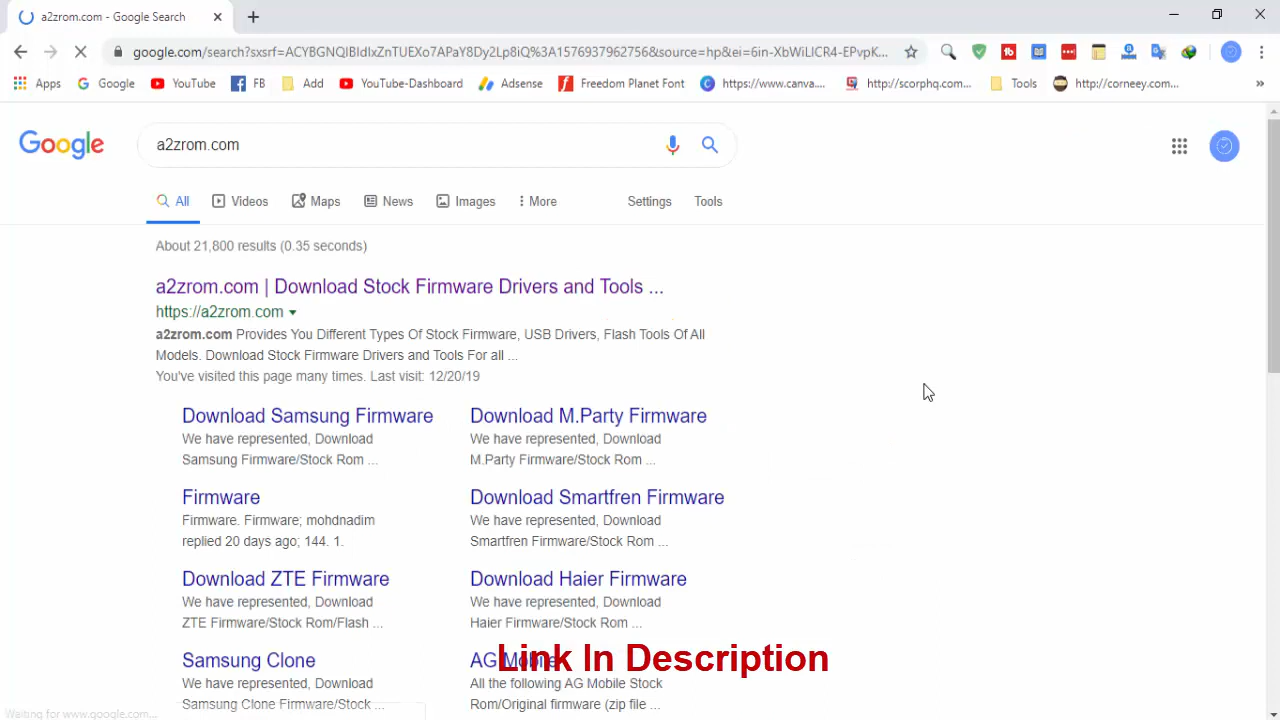 a2zrom.com - Google Search
google.com/search?sxsrf=ACYBGNQIBIdIxZnTUEXo7APaY8Dy2Lp8iQ%3A1576937962756&source=hp&ei=6in-XbWiLICR4-EPvpK...
Apps Google YouTube FB Add YouTube-Dashboard Adsense Freedom Planet Font https://www.canva... http://scorphq.com... Tools http://corneey.com... »
Google
a2zrom.com
All Videos Maps News Images More Settings Tools
About 21,800 results (0.35 seconds)
a2zrom.com | Download Stock Firmware Drivers and Tools ...
https://a2zrom.com
a2zrom.com Provides You Different Types Of Stock Firmware, USB Drivers, Flash Tools Of All
Models. Download Stock Firmware Drivers and Tools For all ...
You've visited this page many times. Last visit: 12/20/19
Download Samsung Firmware
We have represented, Download
Samsung Firmware/Stock Rom ...
Download M.Party Firmware
We have represented, Download
M.Party Firmware/Stock Rom ...
Firmware
Firmware. Firmware; mohdnadim
replied 20 days ago; 144. 1.
Download Smartfren Firmware
We have represented, Download
Smartfren Firmware/Stock Rom ...
Download ZTE Firmware
We have represented, Download
ZTE Firmware/Stock Rom/Flash ...
Download Haier Firmware
We have represented, Download
Haier Firmware/Stock Rom ...
Samsung Clone
We have represented, Download
Samsung Clone Firmware/Stock ...
AG Mobile
All the following AG Mobile Stock
Rom/Original firmware (zip file ...
Link In Description
Waiting for www.google.com...